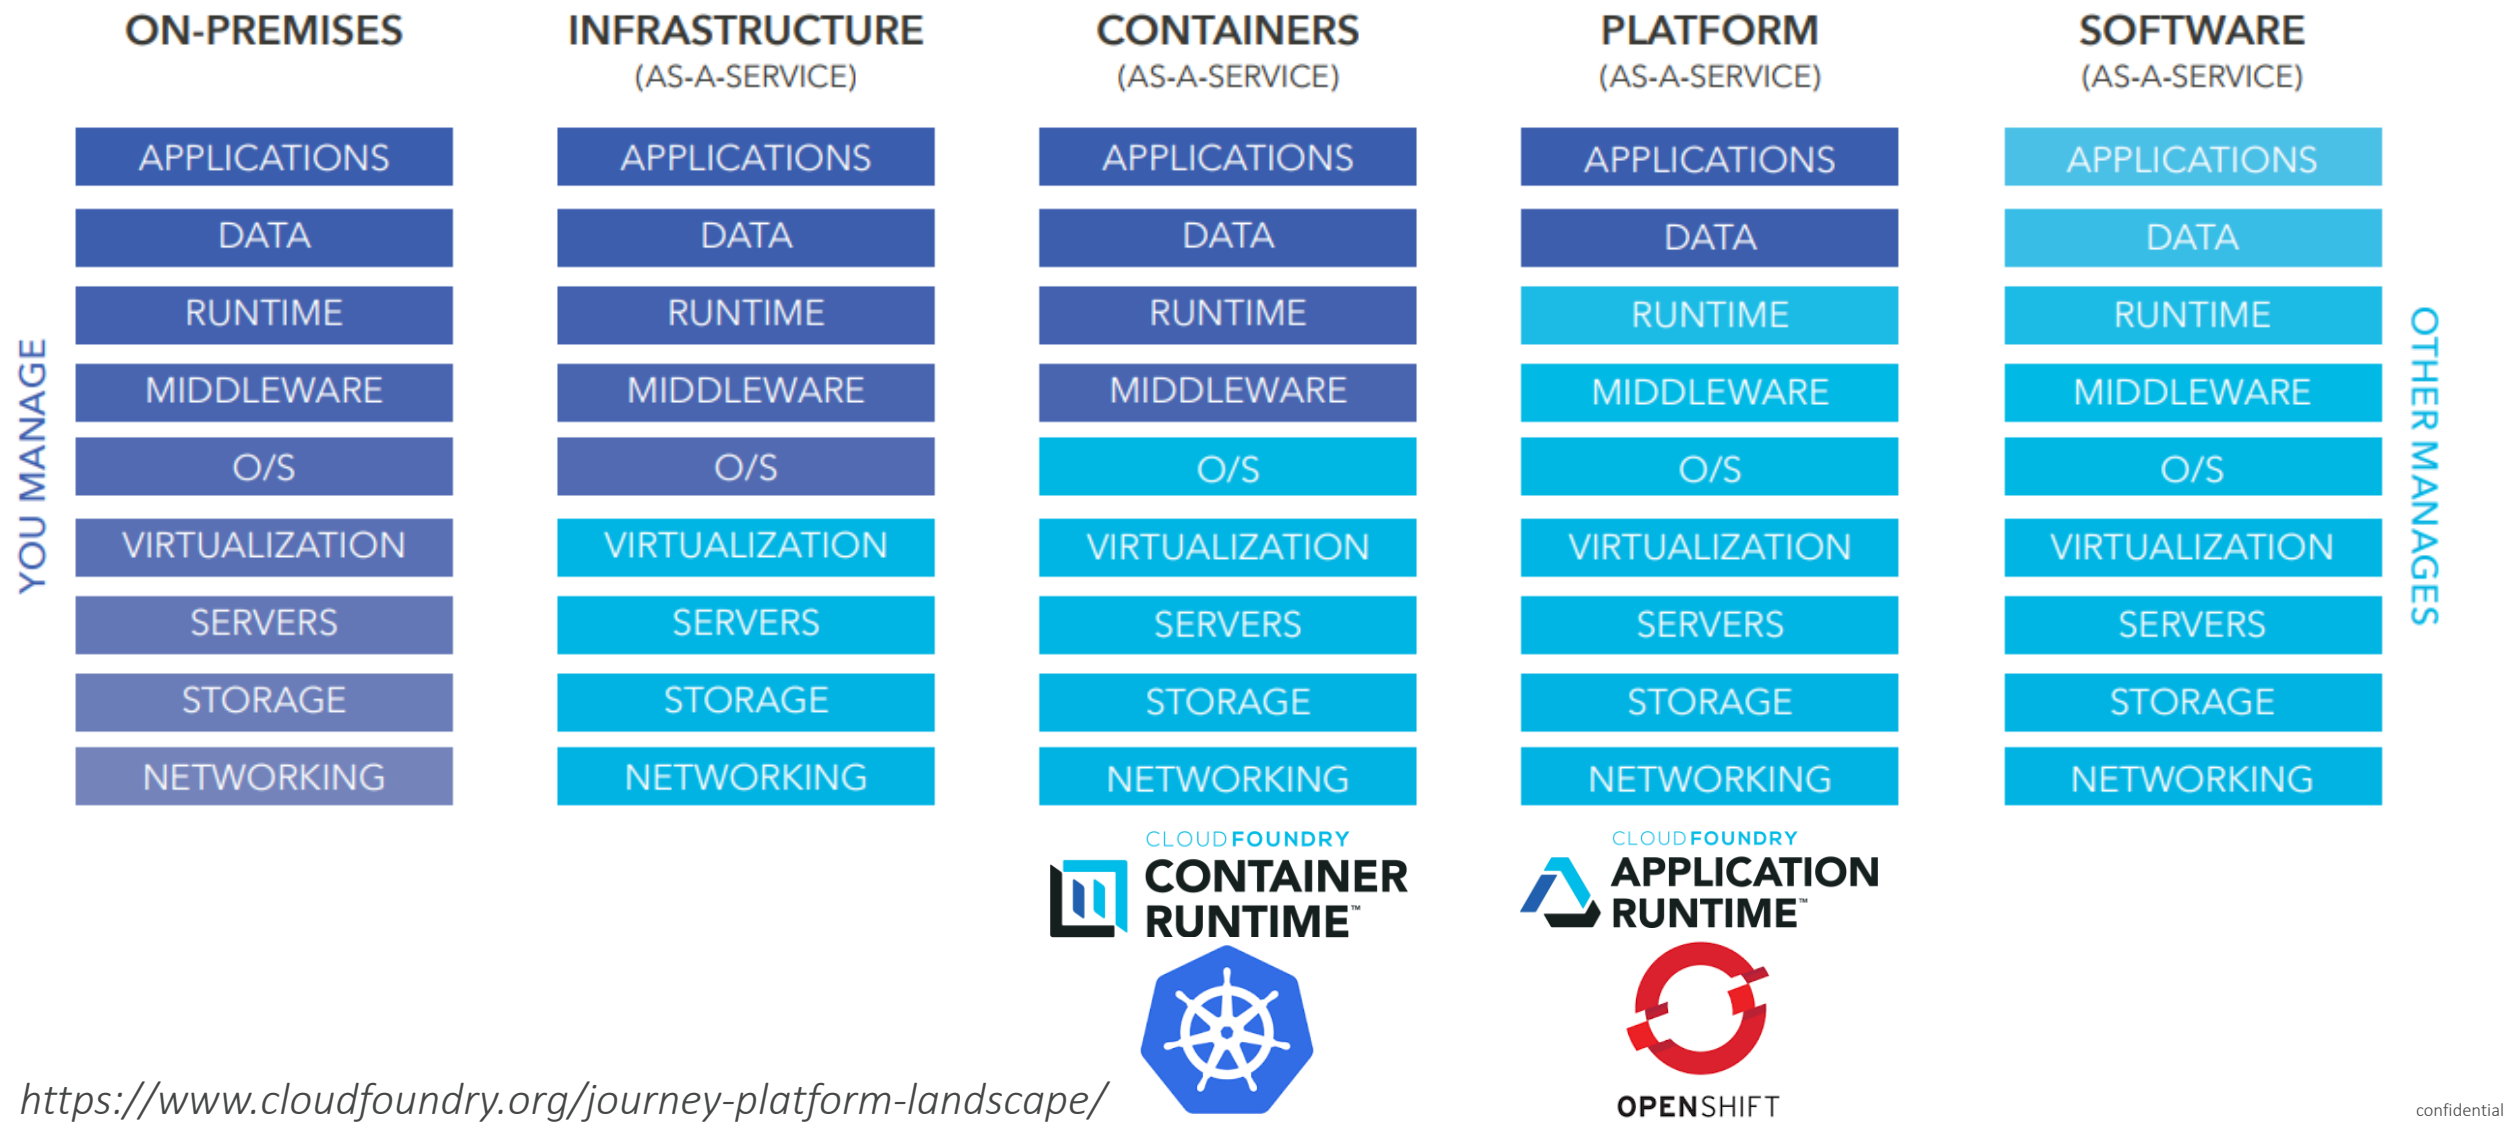 ON-PREMISES
(AS-A-SERVICE)
INFRASTRUCTURE
CONTAINERS
(AS-A-SERVICE)
PLATFORM
(AS-A-SERVICE)
SOFTWARE
(AS-A-SERVICE)
YOU MANAGE
APPLICATIONS
DATA
RUNTIME
MIDDLEWARE
O/S
VIRTUALIZATION
SERVERS
STORAGE
NETWORKING
APPLICATIONS
DATA
RUNTIME
MIDDLEWARE
O/S
VIRTUALIZATION
SERVERS
STORAGE
NETWORKING
APPLICATIONS
DATA
RUNTIME
MIDDLEWARE
O/S
VIRTUALIZATION
SERVERS
STORAGE
NETWORKING
CLOUDFOUNDRY
CONTAINER
RUNTIME™
APPLICATIONS
DATA
RUNTIME
MIDDLEWARE
O/S
VIRTUALIZATION
SERVERS
STORAGE
NETWORKING
CLOUDFOUNDRY
APPLICATION
RUNTIME™
OPENSHIFT
APPLICATIONS
DATA
RUNTIME
MIDDLEWARE
O/S
VIRTUALIZATION
SERVERS
STORAGE
NETWORKING
OTHER MANAGES
https://www.cloudfoundry.org/journey-platform-landscape/
confidential